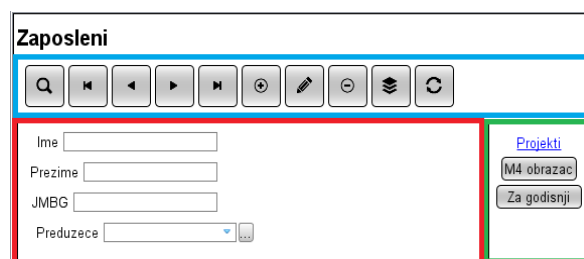 Zaposleni
Ime
Prezime
JMBG
Preduzece ...
Projekti
M4 obrazac
Za godisnji